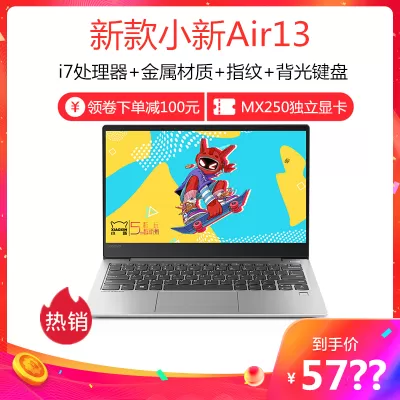 新款小新Air13
i7处理器+金属材质+指纹+背光键盘
¥ 领卷下单减100元
MX250独立显卡
XIAOXIN
热销
到手价
¥57??